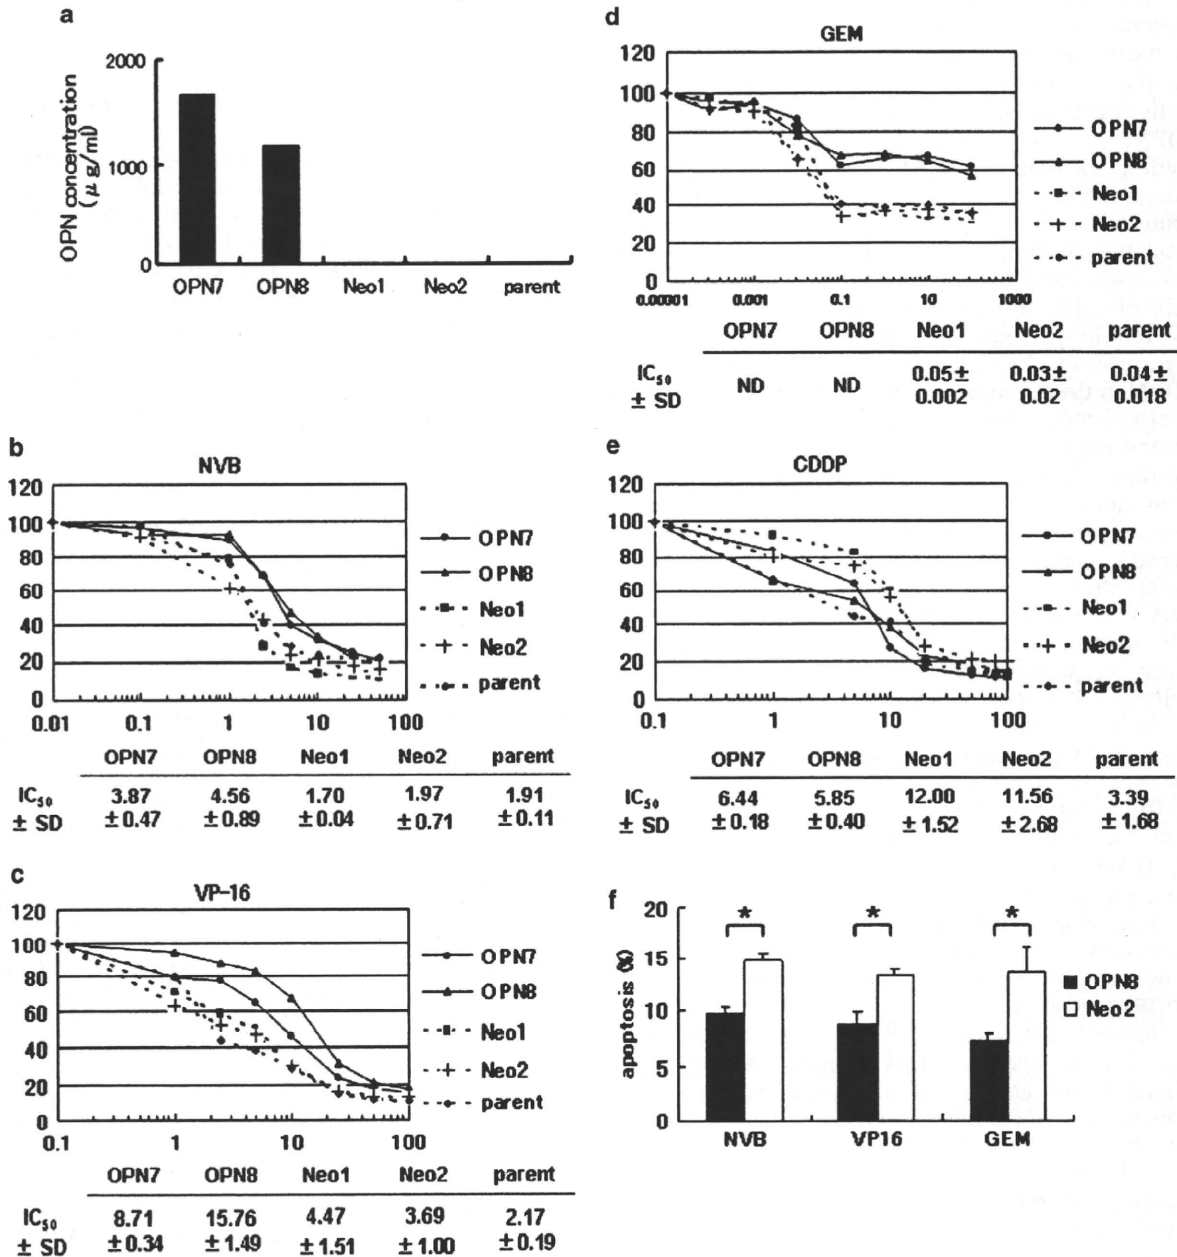 a
OPN concentration
(μg/ml)
2000
1000
0
OPN7 OPN8 Neo1 Neo2 parent
b
NVB
120
100
80
60
40
20
0
0.01 0.1 1 10 100
OPN7
OPN8
Neo1
Neo2
parent
OPN7 OPN8 Neo1 Neo2 parent
IC50 3.87 4.56 1.70 1.97 1.91
± SD ±0.47 ±0.89 ±0.04 ±0.71 ±0.11
c
VP-16
120
100
80
60
40
20
0
0.1 1 10 100
OPN7
OPN8
Neo1
Neo2
parent
OPN7 OPN8 Neo1 Neo2 parent
IC50 8.71 15.76 4.47 3.69 2.17
± SD ±0.34 ±1.49 ±1.51 ±1.00 ±0.19
d
GEM
120
100
80
60
40
20
0
0.00001 0.001 0.1 10 1000
OPN7
OPN8
Neo1
Neo2
parent
OPN7 OPN8 Neo1 Neo2 parent
IC50 ND ND 0.05± 0.03± 0.04±
± SD 0.002 0.02 0.018
e
CDDP
120
100
80
60
40
20
0
0.1 1 10 100
OPN7
OPN8
Neo1
Neo2
parent
OPN7 OPN8 Neo1 Neo2 parent
IC50 6.44 5.85 12.00 11.56 3.39
± SD ±0.18 ±0.40 ±1.52 ±2.68 ±1.68
f
apoptosis (%)
20
15
10
5
0
* * *
NVB VP16 GEM
OPN8
Neo2